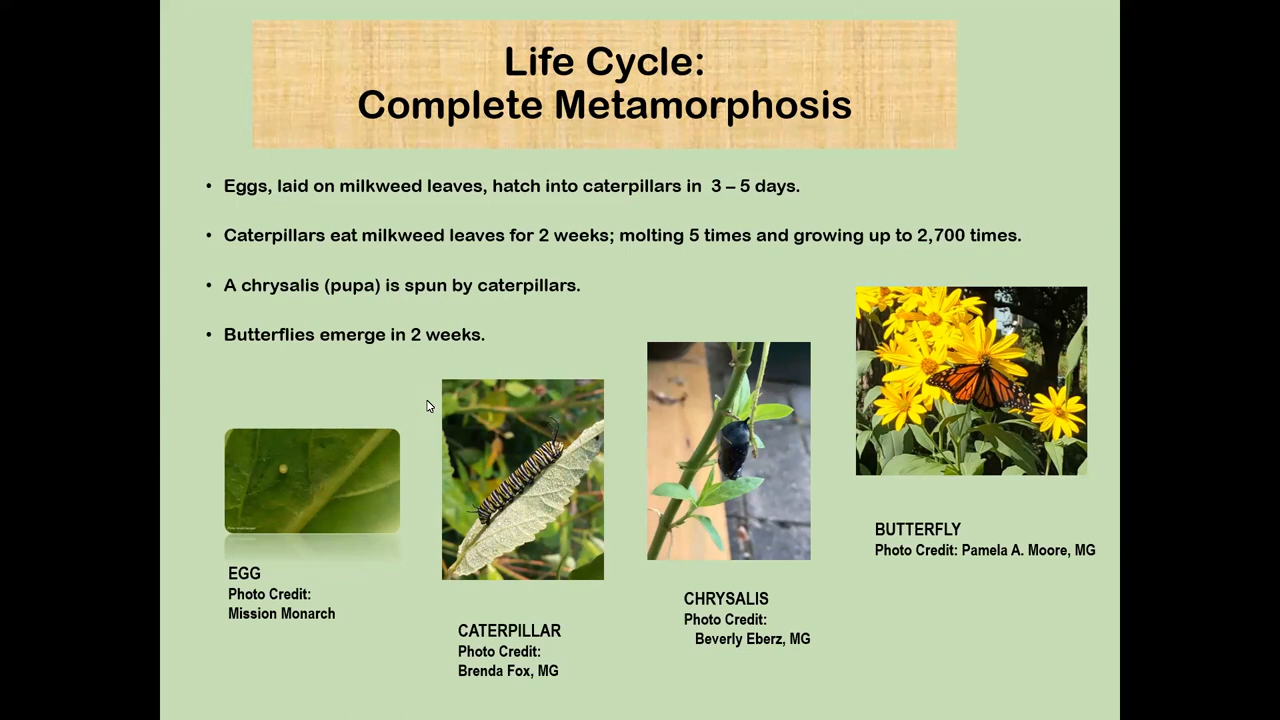 Life Cycle:
Complete Metamorphosis
• Eggs, laid on milkweed leaves, hatch into caterpillars in 3 – 5 days.
• Caterpillars eat milkweed leaves for 2 weeks; molting 5 times and growing up to 2,700 times.
• A chrysalis (pupa) is spun by caterpillars.
• Butterflies emerge in 2 weeks.
EGG
Photo Credit:
Mission Monarch
CATERPILLAR
Photo Credit:
Brenda Fox, MG
CHRYSALIS
Photo Credit:
Beverly Eberz, MG
BUTTERFLY
Photo Credit: Pamela A. Moore, MG